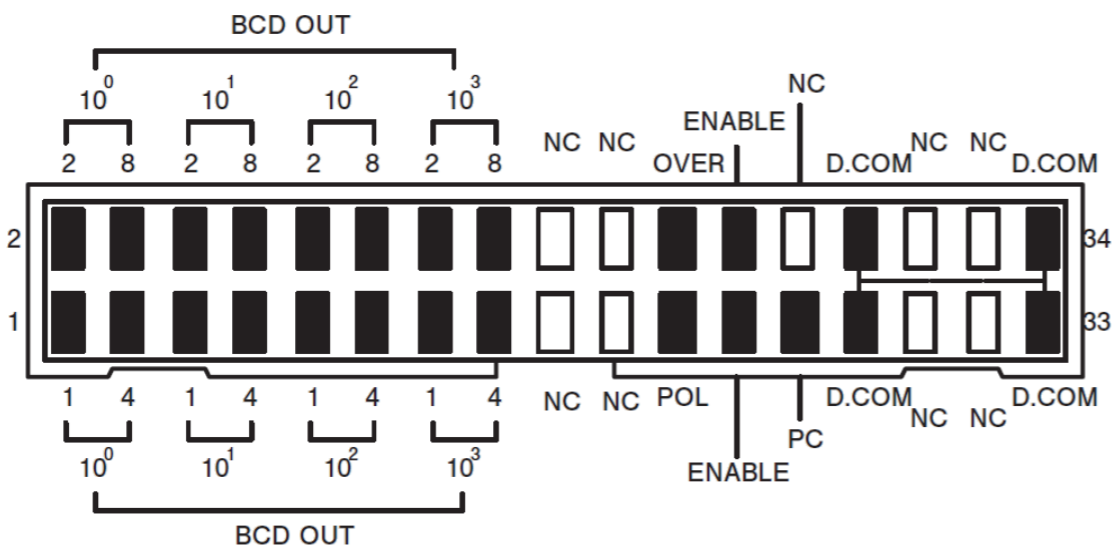 BCD OUT
10⁰ 10¹ 10² 10³ NC
ENABLE
2 8 2 8 2 8 2 8 NC NC OVER D.COM NC NC D.COM
2 34
1 33
1 4 1 4 1 4 1 4 NC NC POL D.COM NC NC D.COM
10⁰ 10¹ 10² 10³ ENABLE PC
BCD OUT